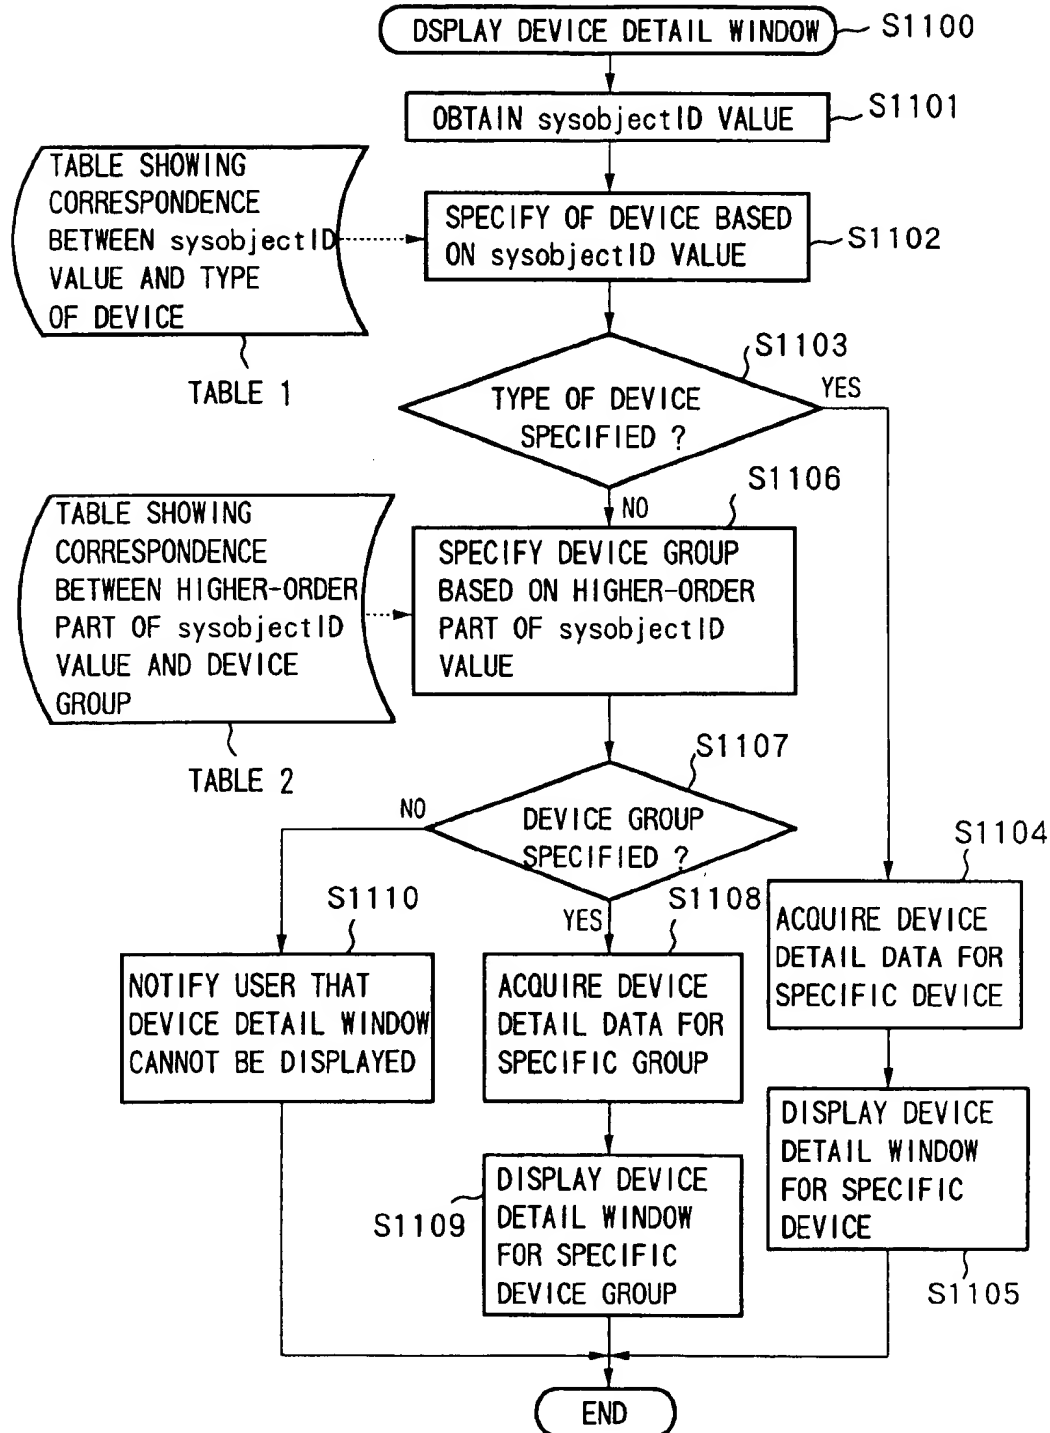 DSPLAY DEVICE DETAIL WINDOW
S1100
OBTAIN sysobjectID VALUE
S1101
TABLE SHOWING
CORRESPONDENCE
BETWEEN sysobjectID
VALUE AND TYPE
OF DEVICE
TABLE 1
SPECIFY OF DEVICE BASED
ON sysobjectID VALUE
S1102
S1103
TYPE OF DEVICE
SPECIFIED ?
YES
NO
S1106
TABLE SHOWING
CORRESPONDENCE
BETWEEN HIGHER-ORDER
PART OF sysobjectID
VALUE AND DEVICE
GROUP
TABLE 2
SPECIFY DEVICE GROUP
BASED ON HIGHER-ORDER
PART OF sysobjectID
VALUE
S1107
DEVICE GROUP
SPECIFIED ?
NO
YES
S1110
NOTIFY USER THAT
DEVICE DETAIL WINDOW
CANNOT BE DISPLAYED
S1108
ACQUIRE DEVICE
DETAIL DATA FOR
SPECIFIC GROUP
S1104
ACQUIRE DEVICE
DETAIL DATA FOR
SPECIFIC DEVICE
S1109
DISPLAY DEVICE
DETAIL WINDOW
FOR SPECIFIC
DEVICE GROUP
DISPLAY DEVICE
DETAIL WINDOW
FOR SPECIFIC
DEVICE
S1105
END